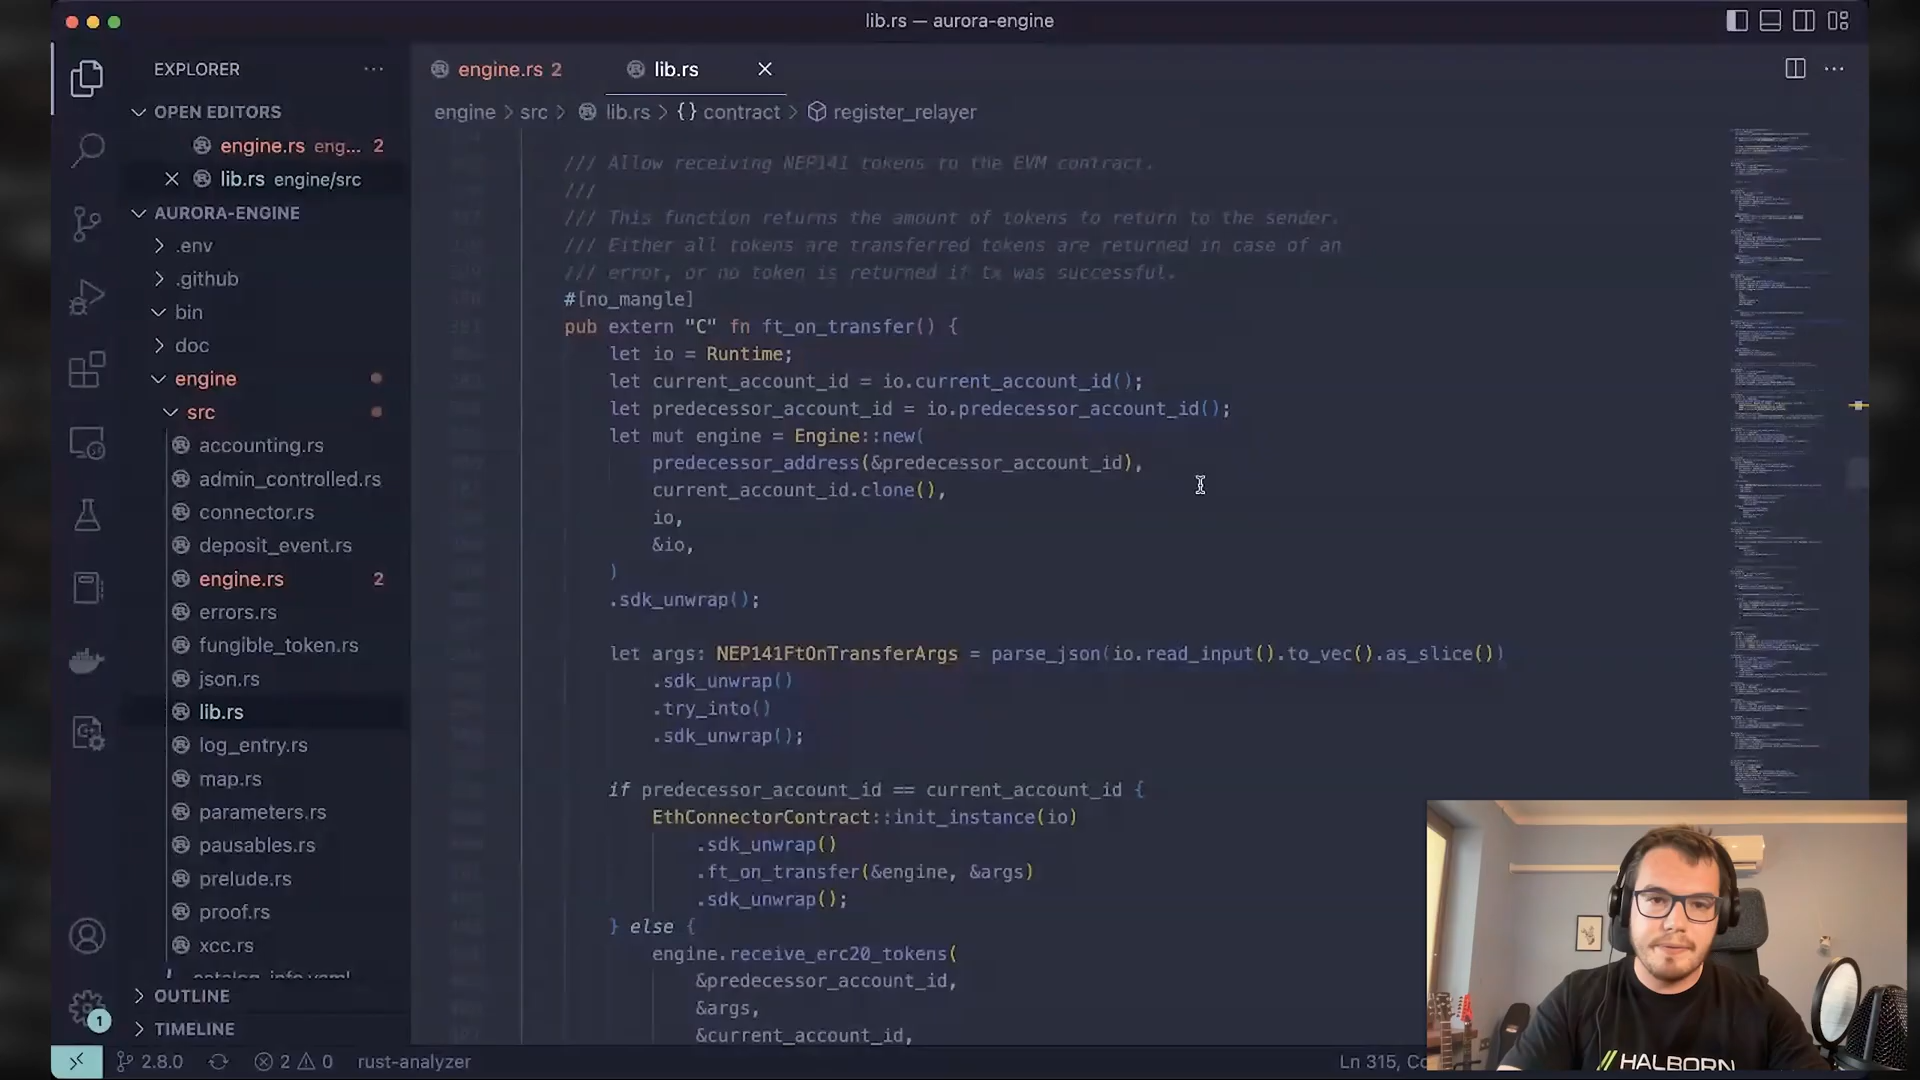 lib.rs — aurora-engine
EXPLORER
OPEN EDITORS
engine.rs eng... 2
lib.rs engine/src
AURORA-ENGINE
.env
.github
bin
doc
engine
src
accounting.rs
admin_controlled.rs
connector.rs
deposit_event.rs
engine.rs 2
errors.rs
fungible_token.rs
json.rs
lib.rs
log_entry.rs
map.rs
parameters.rs
pausables.rs
prelude.rs
proof.rs
xcc.rs
OUTLINE
TIMELINE
engine.rs 2
lib.rs
engine > src > lib.rs > {} contract > register_relayer
/// Allow receiving NEP141 tokens to the EVM contract.
///
/// This function returns the amount of tokens to return to the sender.
/// Either all tokens are transferred tokens are returned in case of an
/// error, or no token is returned if tx was successful.
#[no_mangle]
pub extern "C" fn ft_on_transfer() {
let io = Runtime;
let current_account_id = io.current_account_id();
let predecessor_account_id = io.predecessor_account_id();
let mut engine = Engine::new(
predecessor_address(&predecessor_account_id),
current_account_id.clone(),
io,
&io,
)
.sdk_unwrap();
let args: NEP141FtOnTransferArgs = parse_json(io.read_input().to_vec().as_slice())
.sdk_unwrap()
.try_into()
.sdk_unwrap();
if predecessor_account_id == current_account_id {
EthConnectorContract::init_instance(io)
.sdk_unwrap()
.ft_on_transfer(&engine, &args)
.sdk_unwrap();
} else {
engine.receive_erc20_tokens(
&predecessor_account_id,
&args,
&current_account_id,
1
2.8.0
2
0
rust-analyzer
Ln 315,
// HALBORN